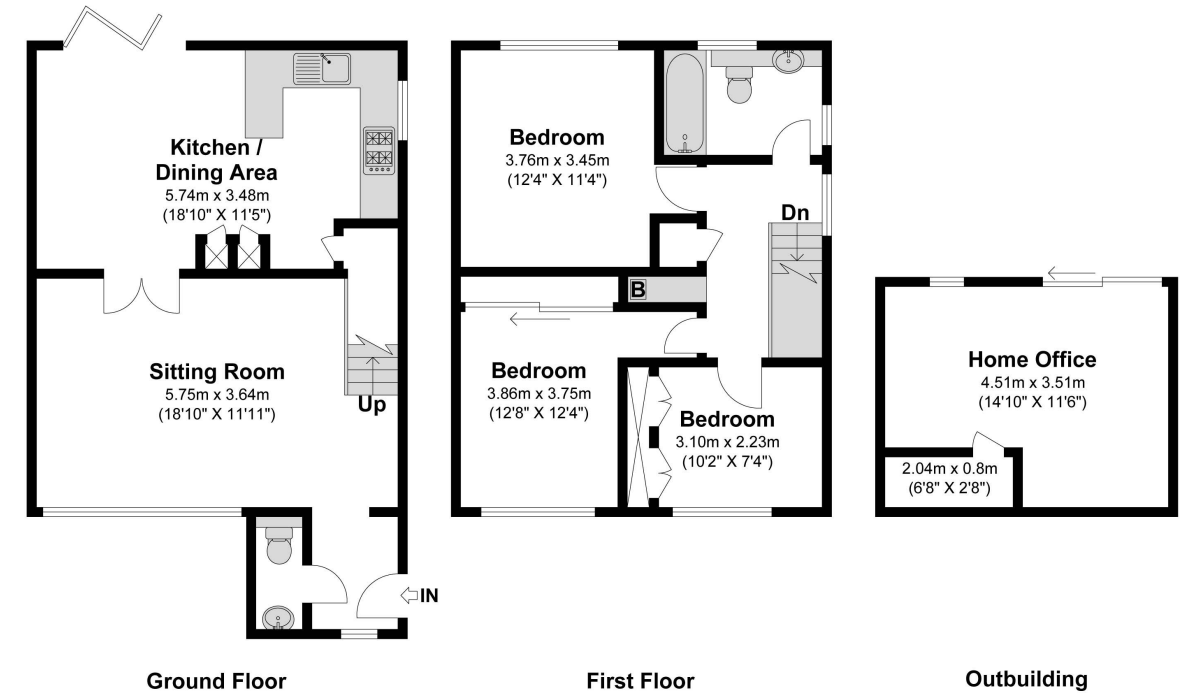 Kitchen /
Dining Area
5.74m x 3.48m
(18'10" X 11'5")
Sitting Room
5.75m x 3.64m
(18'10" X 11'11")
Up
IN
Ground Floor
Bedroom
3.76m x 3.45m
(12'4" X 11'4")
Dn
B
Bedroom
3.86m x 3.75m
(12'8" X 12'4")
Bedroom
3.10m x 2.23m
(10'2" X 7'4")
First Floor
Home Office
4.51m x 3.51m
(14'10" X 11'6")
2.04m x 0.8m
(6'8" X 2'8")
Outbuilding